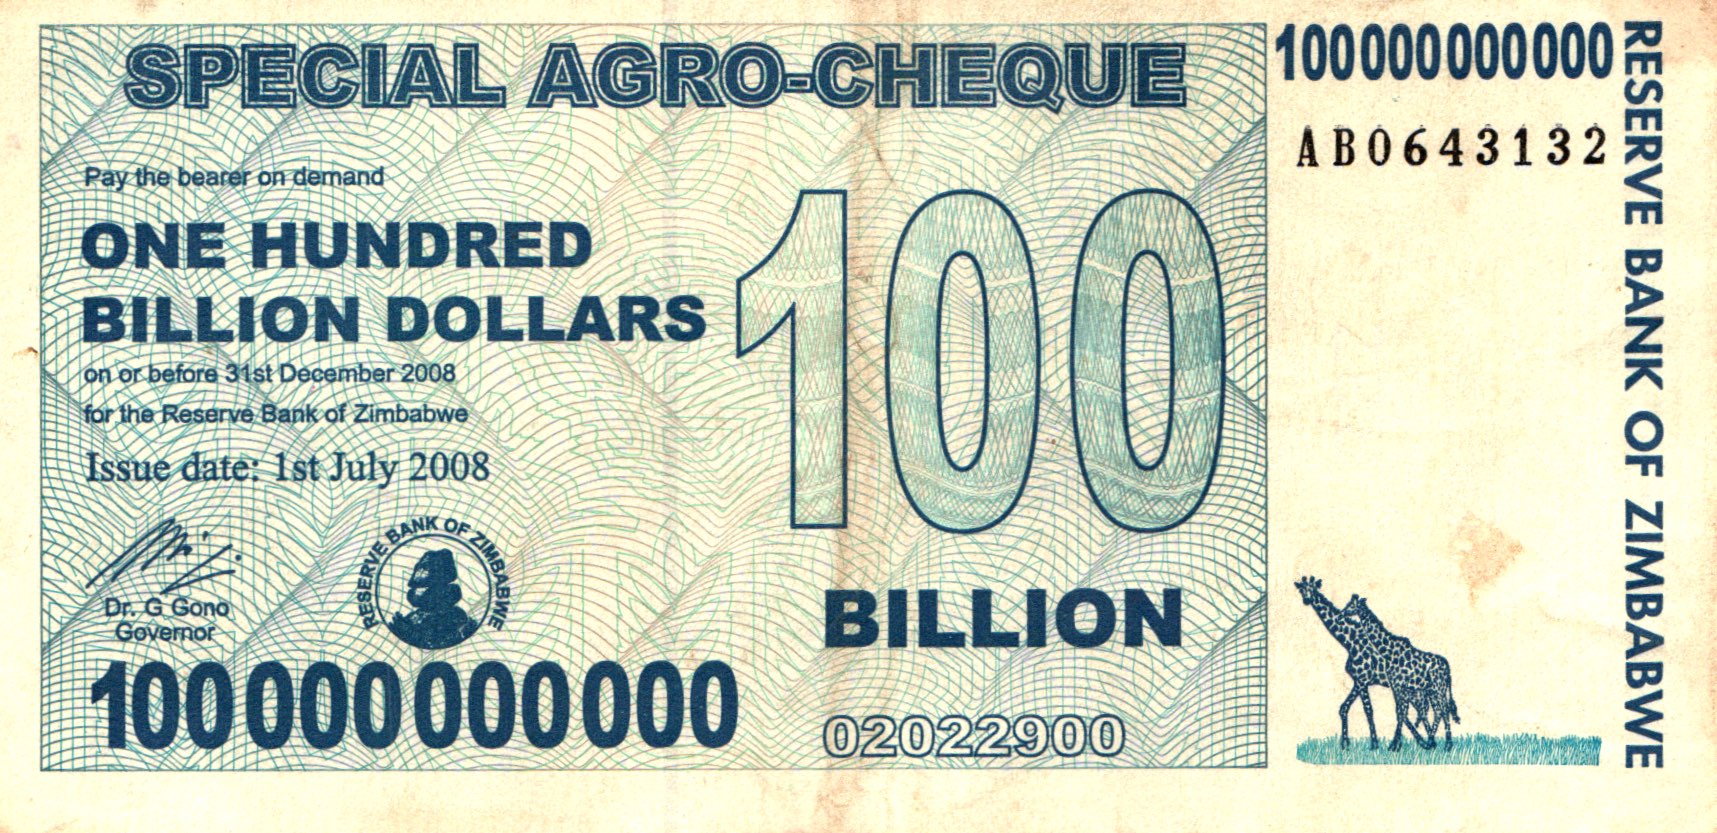 SPECIAL AGRO-CHEQUE
100000000000
AB0643132
Pay the bearer on demand
ONE HUNDRED
BILLION DOLLARS
on or before 31st December 2008
for the Reserve Bank of Zimbabwe
Issue date: 1st July 2008
100
BILLION
RESERVE BANK OF ZIMBABWE
Dr. G Gono
Governor
100000000000
02022900
RESERVE BANK OF ZIMBABWE